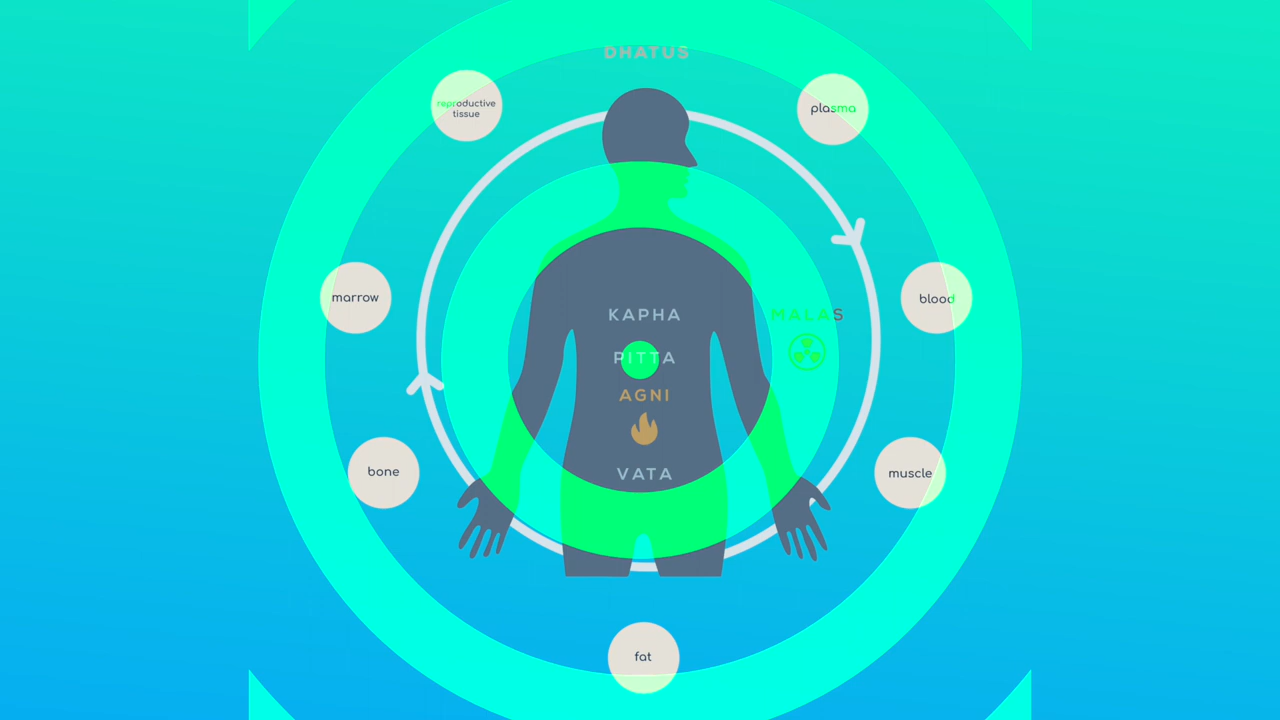 DHATUS
reproductive
tissue
plasma
marrow
blood
KAPHA
MALAS
PITTA
AGNI
bone
muscle
VATA
fat